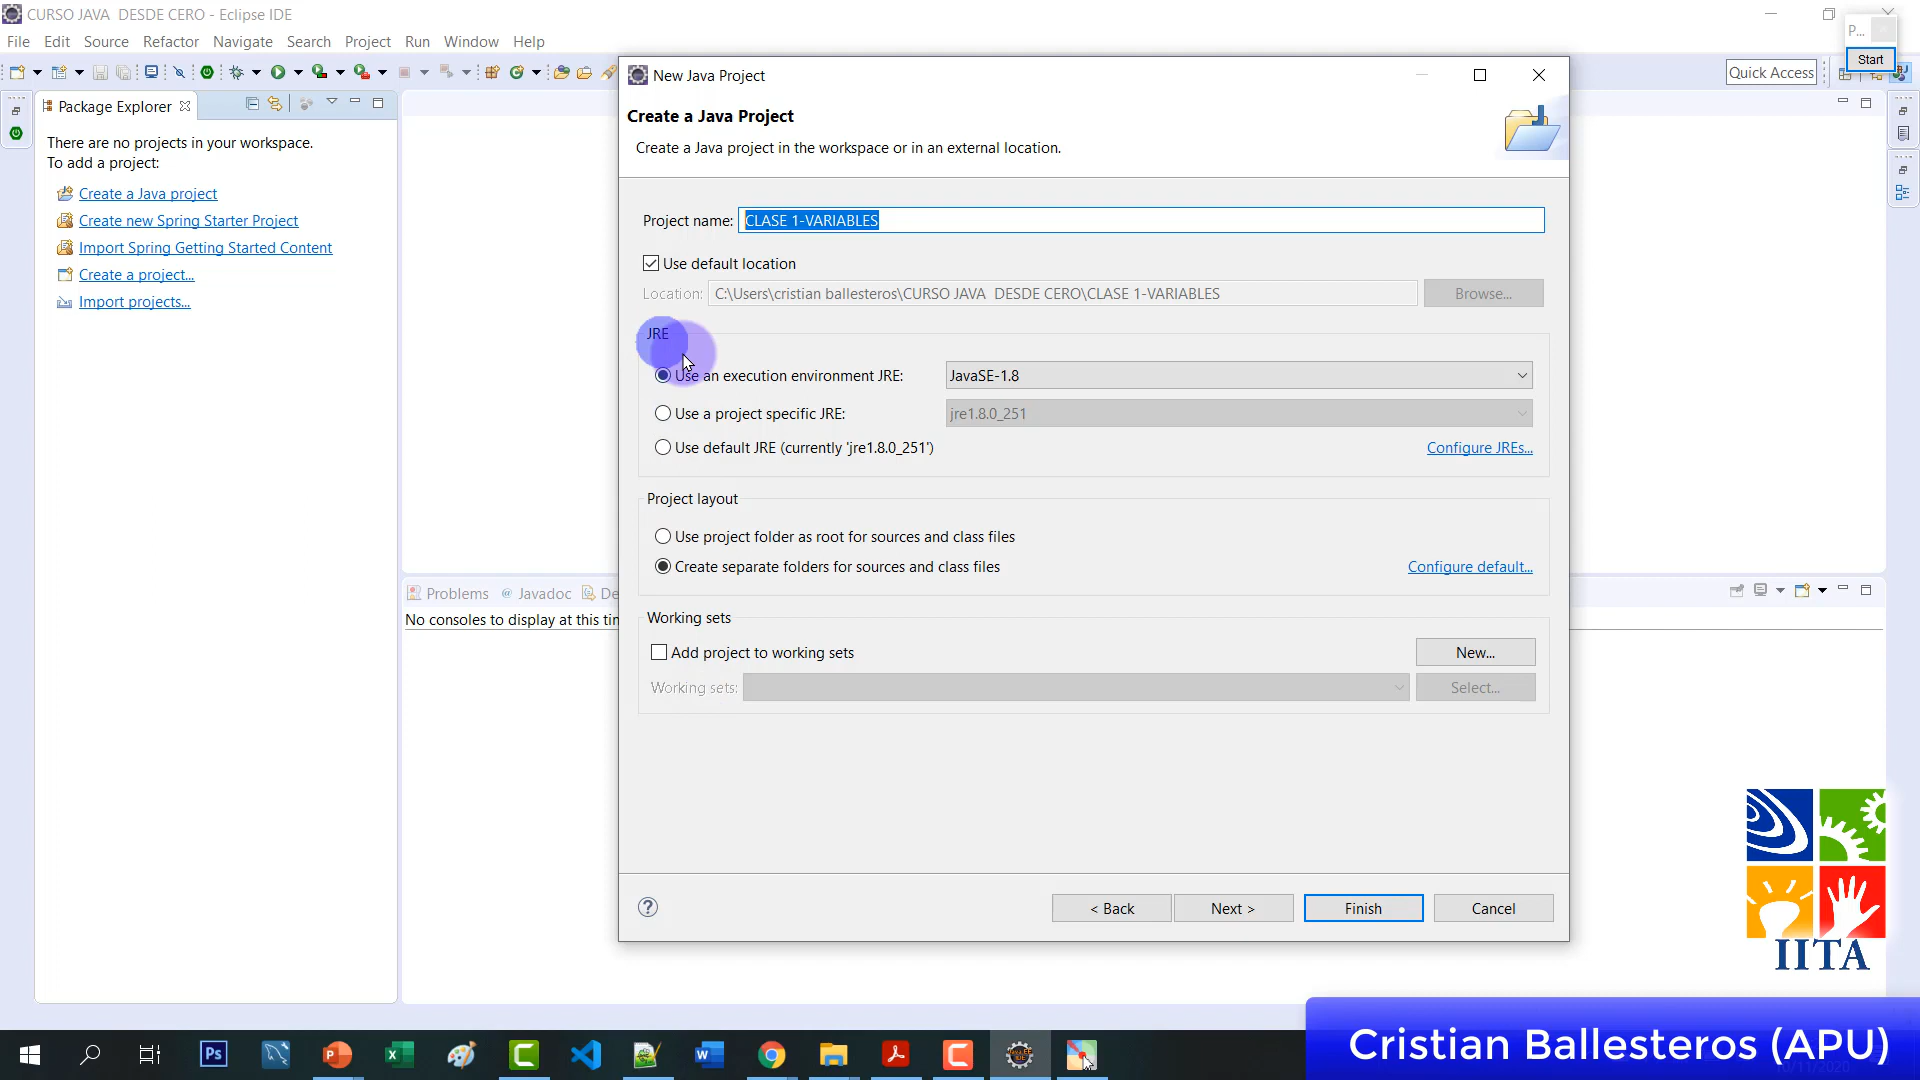 CURSO JAVA  DESDE CERO - Eclipse IDE
File Edit Source Refactor Navigate Search Project Run Window Help
P...
Start
Quick Access
Package Explorer
There are no projects in your workspace.
To add a project:
Create a Java project
Create new Spring Starter Project
Import Spring Getting Started Content
Create a project...
Import projects...
New Java Project
Create a Java Project
Create a Java project in the workspace or in an external location.
Project name: CLASE 1-VARIABLES
Use default location
Location: C:\Users\cristian ballesteros\CURSO JAVA  DESDE CERO\CLASE 1-VARIABLES Browse...
JRE
Use an execution environment JRE: JavaSE-1.8
Use a project specific JRE: jre1.8.0_251
Use default JRE (currently 'jre1.8.0_251') Configure JREs...
Project layout
Use project folder as root for sources and class files
Create separate folders for sources and class files Configure default...
Working sets
Add project to working sets New...
Working sets: Select...
< Back Next > Finish Cancel
Problems @ Javadoc De
No consoles to display at this tin
IITA
Ps
Cristian Ballesteros (APU)